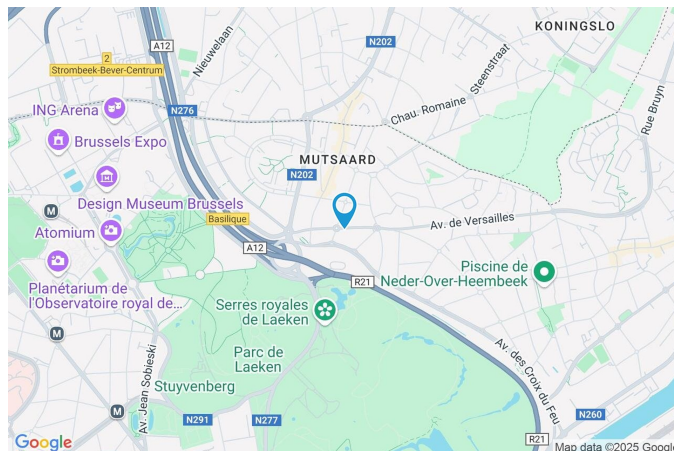 KONINGSLO
N202
A12
Nieuwelaan
2
Strombeek-Bever-Centrum
Steenstraat
Chau. Romaine
Rue Bruyn
ING Arena
N276
Brussels Expo
MUTSAARD
N202
Design Museum Brussels
Basilique
Av. de Versailles
Atomium
A12
Planétarium de
l'Observatoire royal de...
R21
Piscine de
Neder-Over-Heembeek
Serres royales
de Laeken
M
Parc de
Laeken
Av. des Croix du Feu
Stuyvenberg
Av. Jean Sobieski
M
N291
N277
N260
R21
M
Google
Map data ©2025 Google